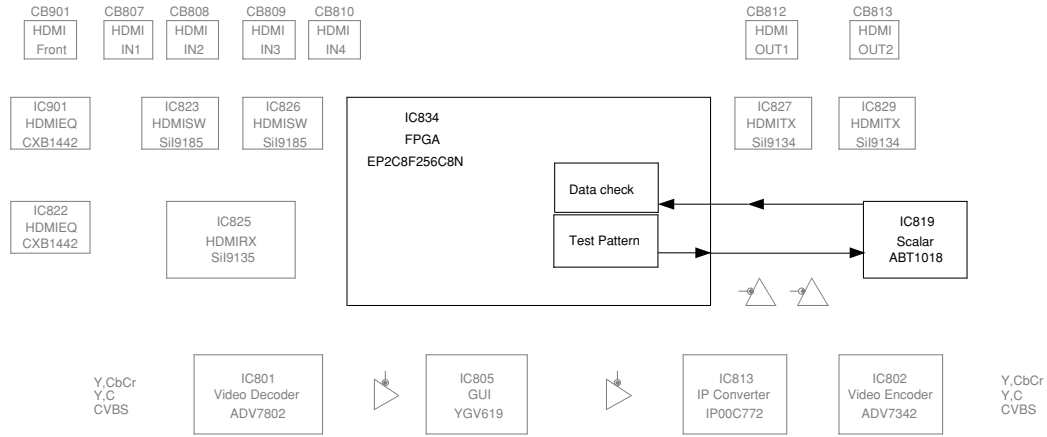 CB901
HDMI
Front
CB807
HDMI
IN1
CB808
HDMI
IN2
CB809
HDMI
IN3
CB810
HDMI
IN4
CB812
HDMI
OUT1
CB813
HDMI
OUT2
IC901
HDMIEQ
CXB1442
IC823
HDMISW
SiI9185
IC826
HDMISW
SiI9185
IC834
FPGA
EP2C8F256C8N
IC827
HDMITX
SiI9134
IC829
HDMITX
SiI9134
Data check
Test Pattern
IC822
HDMIEQ
CXB1442
IC825
HDMIRX
SiI9135
IC819
Scalar
ABT1018
Y,CbCr
Y,C
CVBS
IC801
Video Decoder
ADV7802
IC805
GUI
YGV619
IC813
IP Converter
IP00C772
IC802
Video Encoder
ADV7342
Y,CbCr
Y,C
CVBS